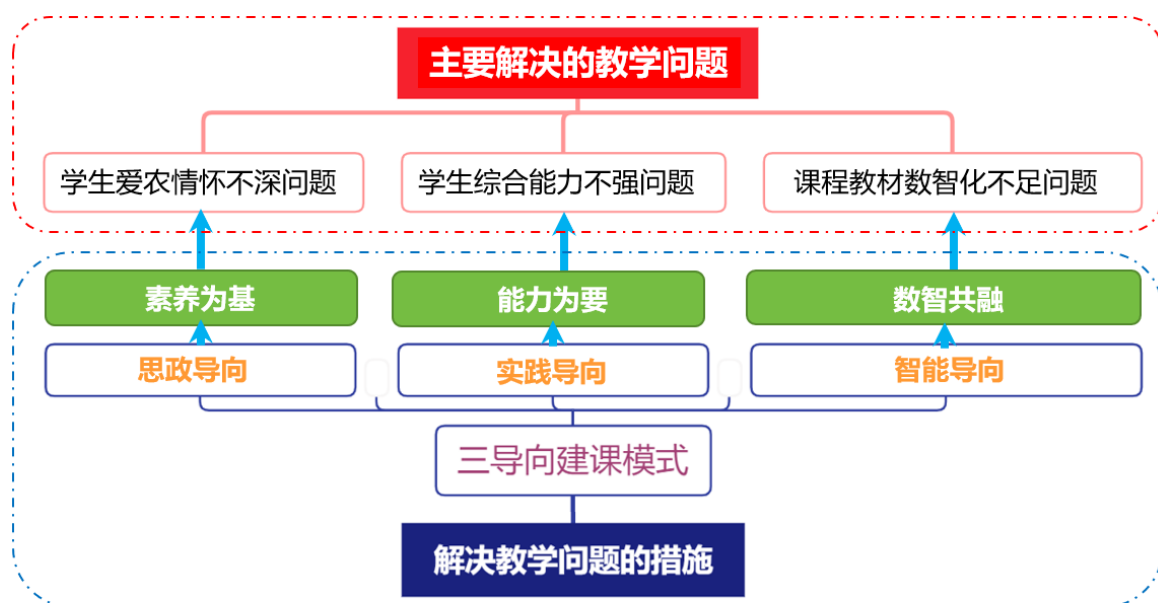 主要解决的教学问题
学生爱农情怀不深问题
学生综合能力不强问题
课程教材数智化不足问题
素养为基
能力为要
数智共融
思政导向
实践导向
智能导向
三导向建课模式
解决教学问题的措施